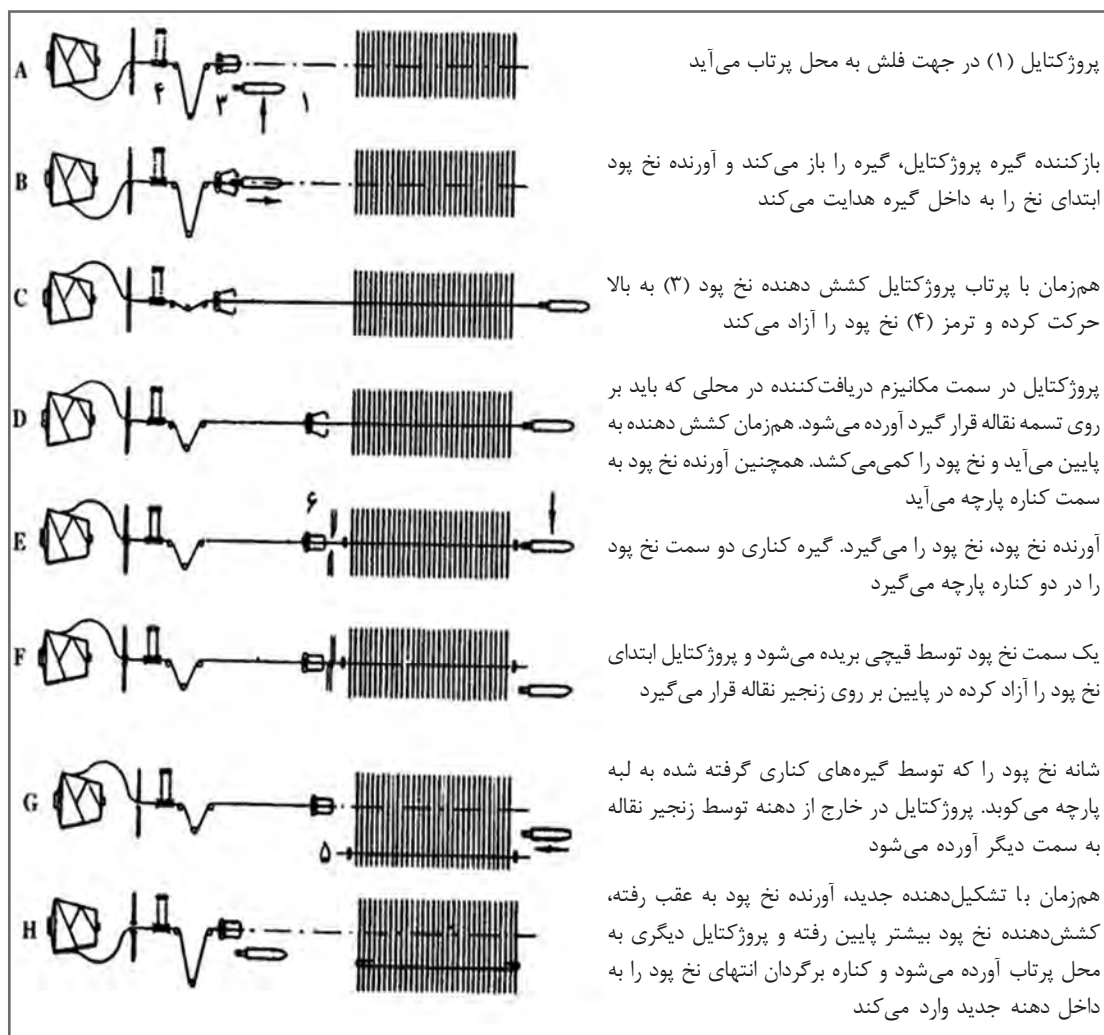 A
۴
۳
۱
پروژکتایل (۱) در جهت فلش به محل پرتاب می‌آید
B
بازکننده گیره پروژکتایل، گیره را باز می‌کند و آورنده نخ پود
ابتدای نخ را به داخل گیره هدایت می‌کند
C
هم‌زمان با پرتاب پروژکتایل کشش دهنده نخ پود (۳) به بالا
حرکت کرده و ترمز (۴) نخ پود را آزاد می‌کند
D
پروژکتایل در سمت مکانیزم دریافت‌کننده در محلی که باید بر
روی تسمه نقاله قرار گیرد آورده می‌شود. هم‌زمان کشش دهنده به
پایین می‌آید و نخ پود را کمی‌می‌کشد. همچنین آورنده نخ پود به
سمت کناره پارچه می‌آید
E
۶
آورنده نخ پود، نخ پود را می‌گیرد. گیره کناری دو سمت نخ پود
را در دو کناره پارچه می‌گیرد
F
یک سمت نخ پود توسط قیچی بریده می‌شود و پروژکتایل ابتدای
نخ پود را آزاد کرده در پایین بر روی زنجیر نقاله قرار می‌گیرد
G
۵
شانه نخ پود را که توسط گیره‌های کناری گرفته شده به لبه
پارچه می‌کوبد. پروژکتایل در خارج از دهنه توسط زنجیر نقاله
به سمت دیگر آورده می‌شود
H
هم‌زمان با تشکیل‌دهنده جدید، آورنده نخ پود به عقب رفته،
کشش‌دهنده نخ پود بیشتر پایین رفته و پروژکتایل دیگری به
محل پرتاب آورده می‌شود و کناره برگردان انتهای نخ پود را به
داخل دهنه جدید وارد می‌کند